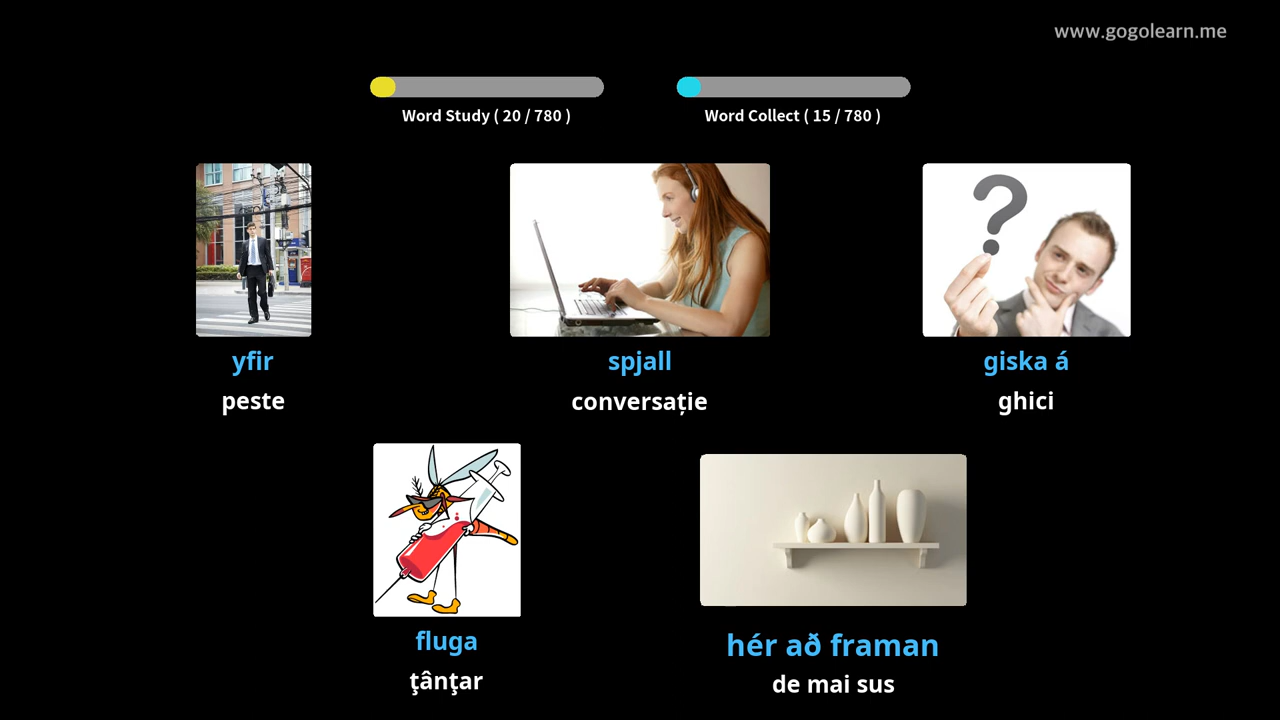 www.gogolearn.me
Word Study ( 20 / 780 )
Word Collect ( 15 / 780 )
yfir
peste
spjall
conversație
giska á
ghici
fluga
ţânţar
hér að framan
de mai sus